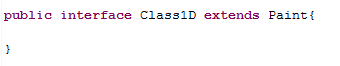 public interface Class1D extends Paint{
}